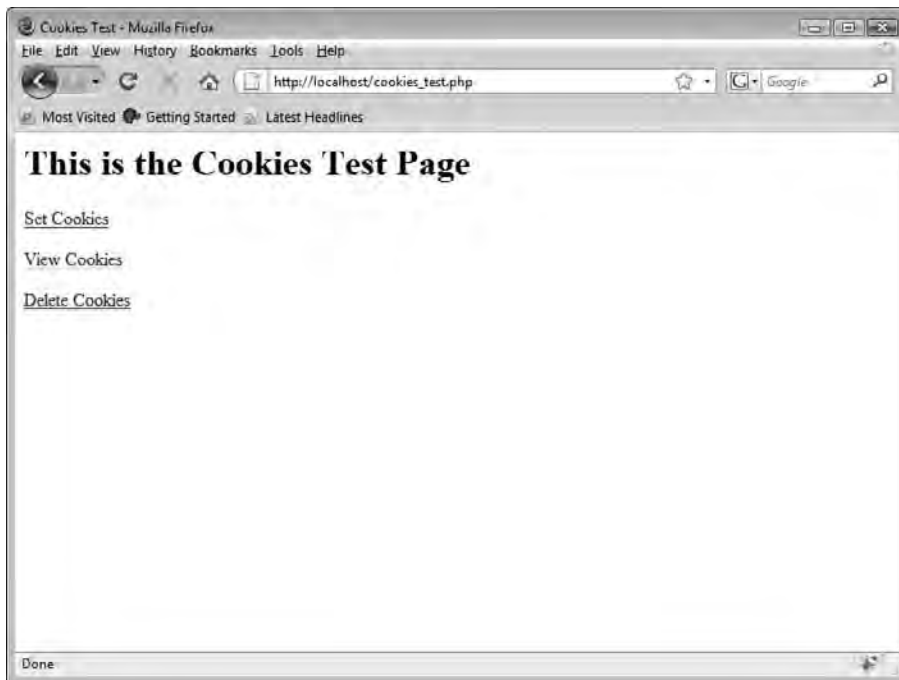 Cookies Test - Mozilla Firefox
File Edit View History Bookmarks Tools Help
http://localhost/cookies_test.php
G Google
Most Visited Getting Started Latest Headlines
This is the Cookies Test Page
Set Cookies
View Cookies
Delete Cookies
Done